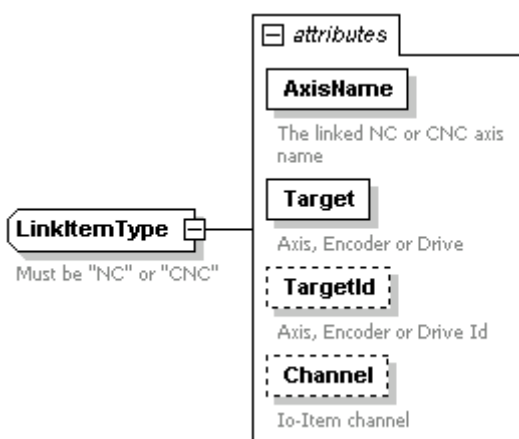 attributes
AxisName
The linked NC or CNC axis
name
Target
Axis, Encoder or Drive
LinkItemType
Must be "NC" or "CNC"
TargetId
Axis, Encoder or Drive Id
Channel
Io-Item channel